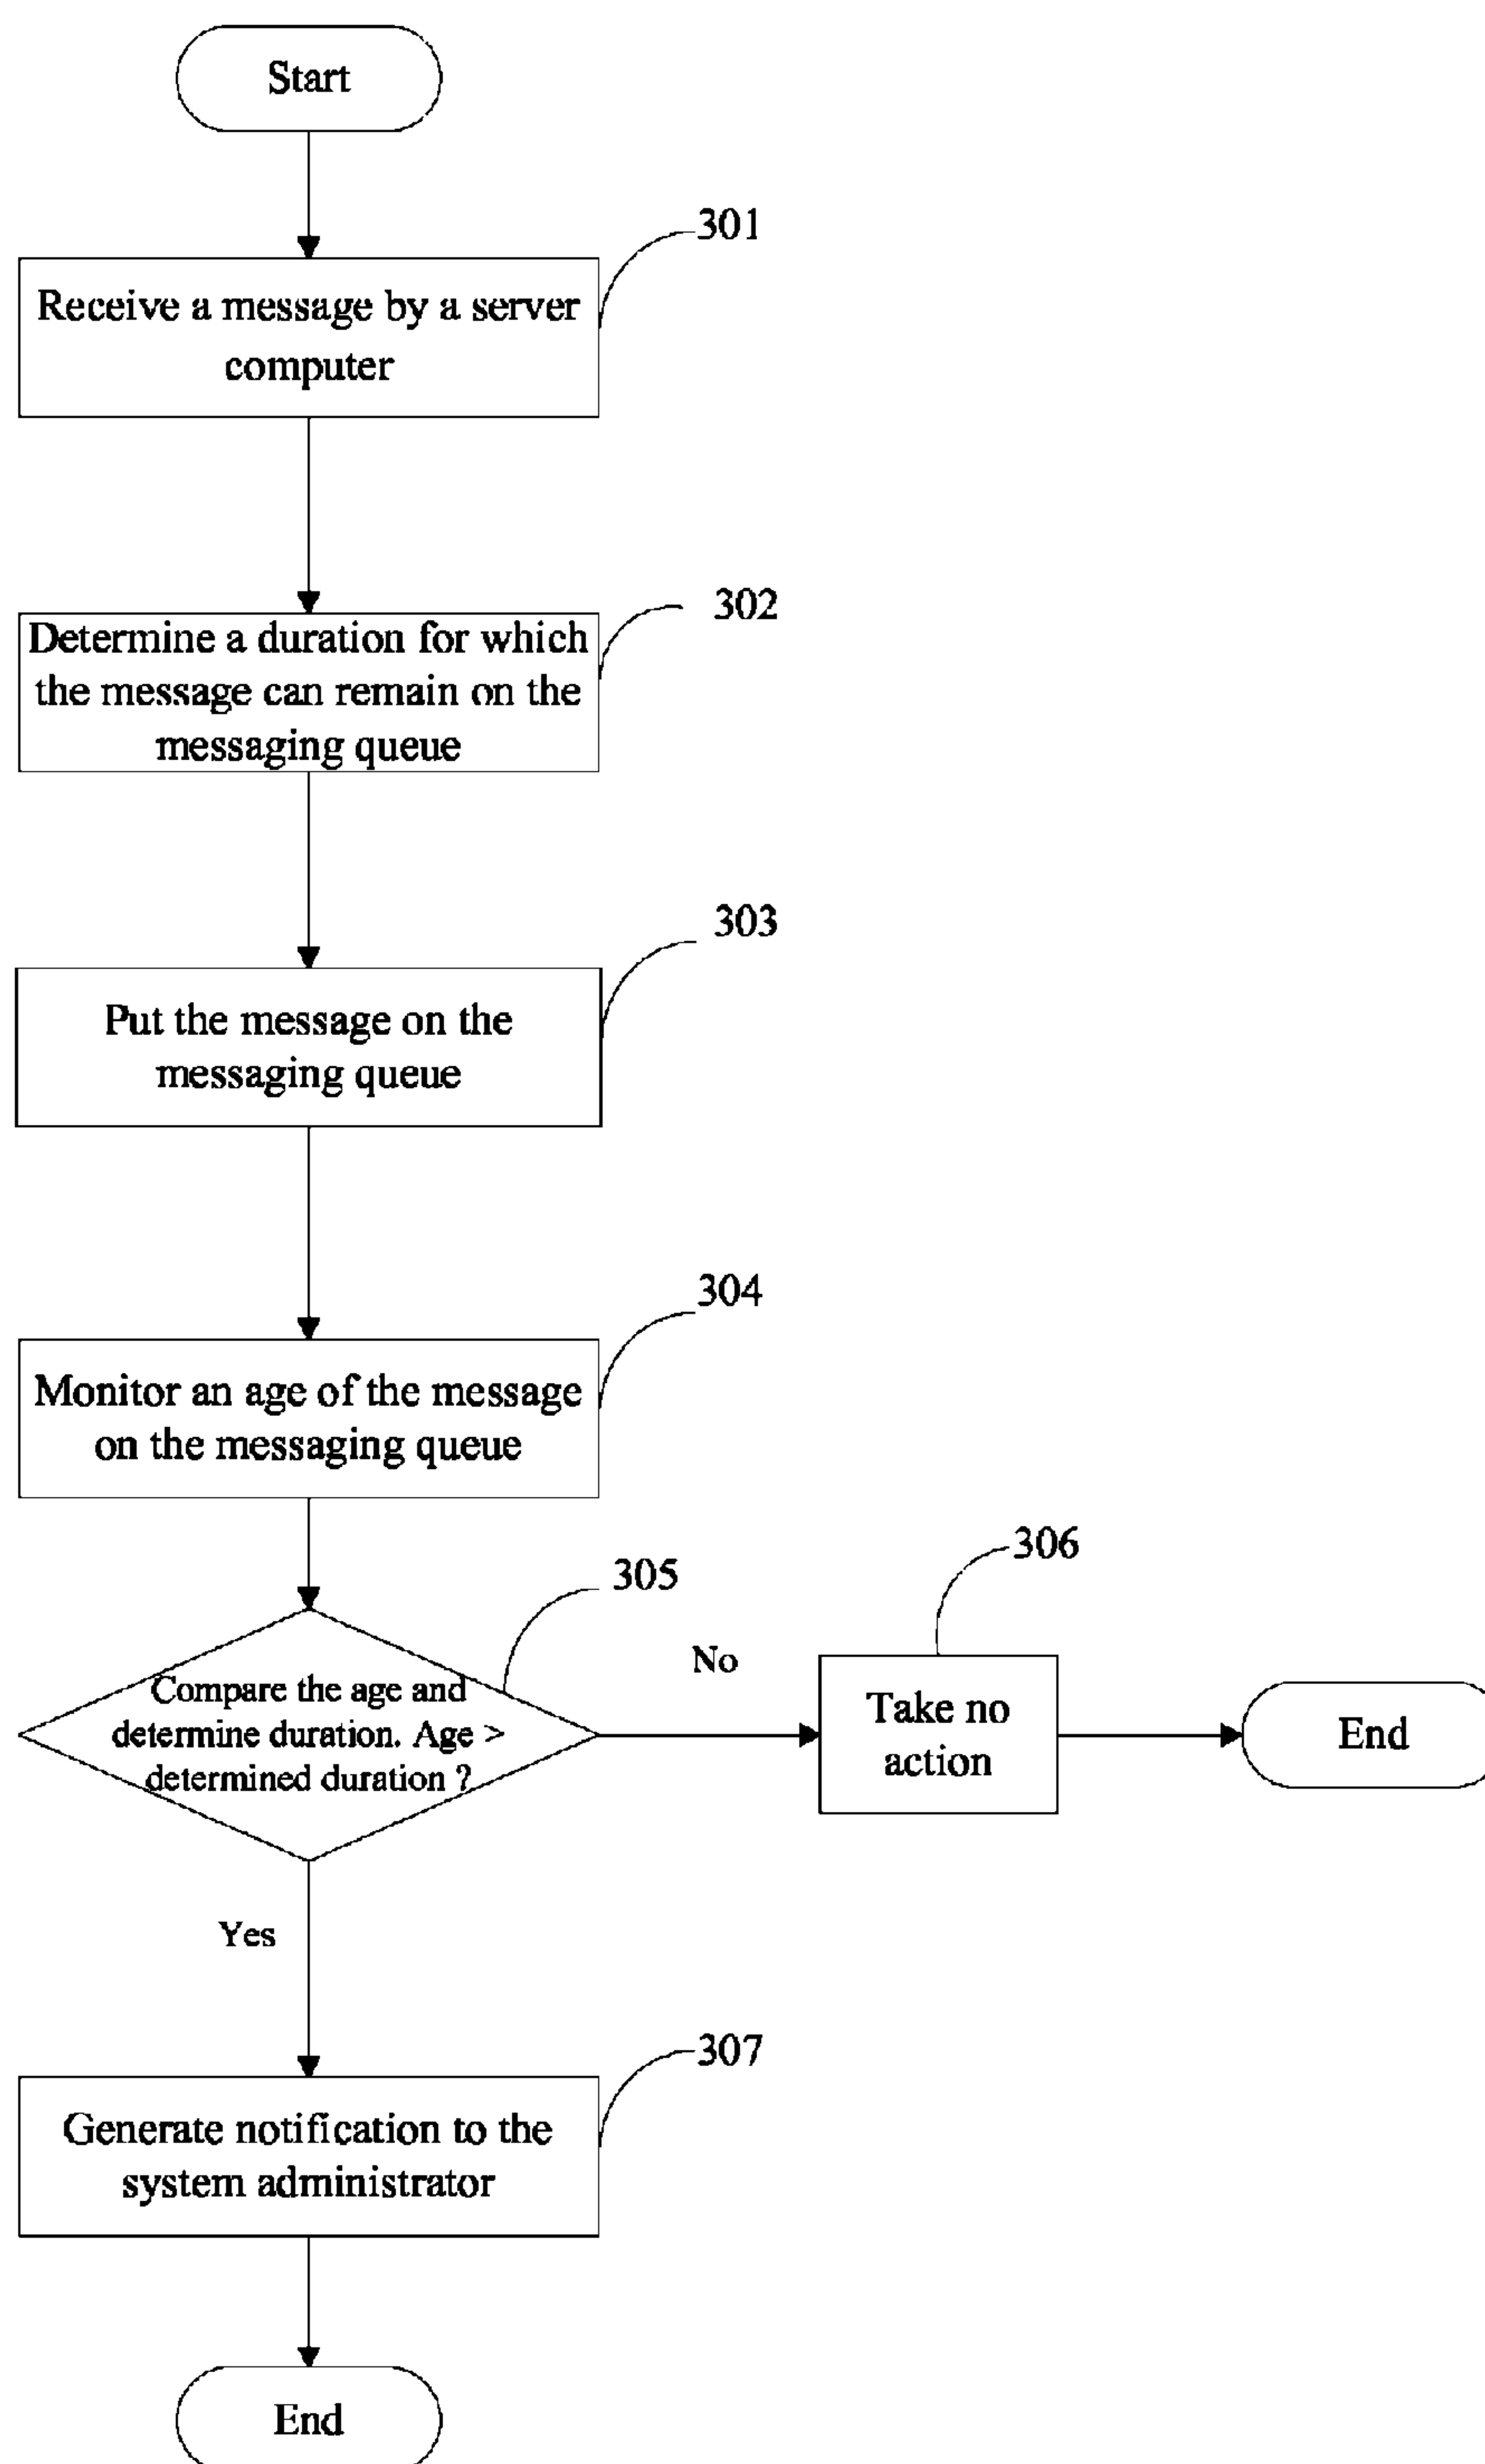 Start
301
Receive a message by a server
computer
302
Determine a duration for which
the message can remain on the
messaging queue
303
Put the message on the
messaging queue
304
Monitor an age of the message
on the messaging queue
305
Compare the age and
determine duration. Age >
determined duration ?
No
306
Take no
action
End
Yes
307
Generate notification to the
system administrator
End